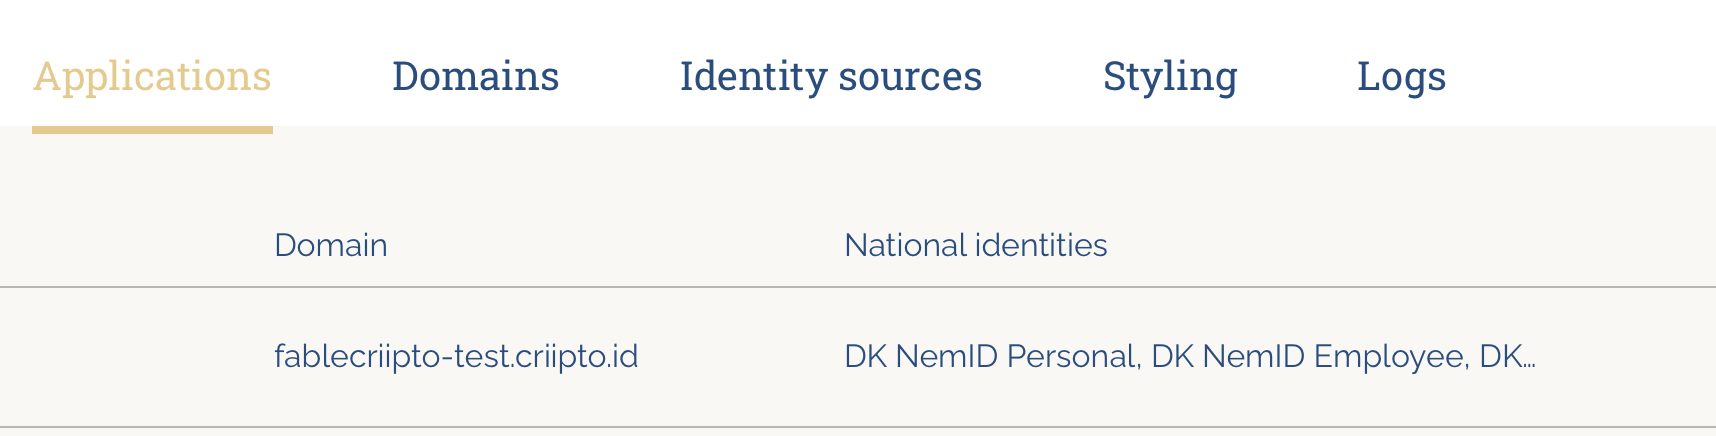 Applications Domains Identity sources Styling Logs
Domain National identities
fablecriipto-test.criipto.id DK NemID Personal, DK NemID Employee, DK...